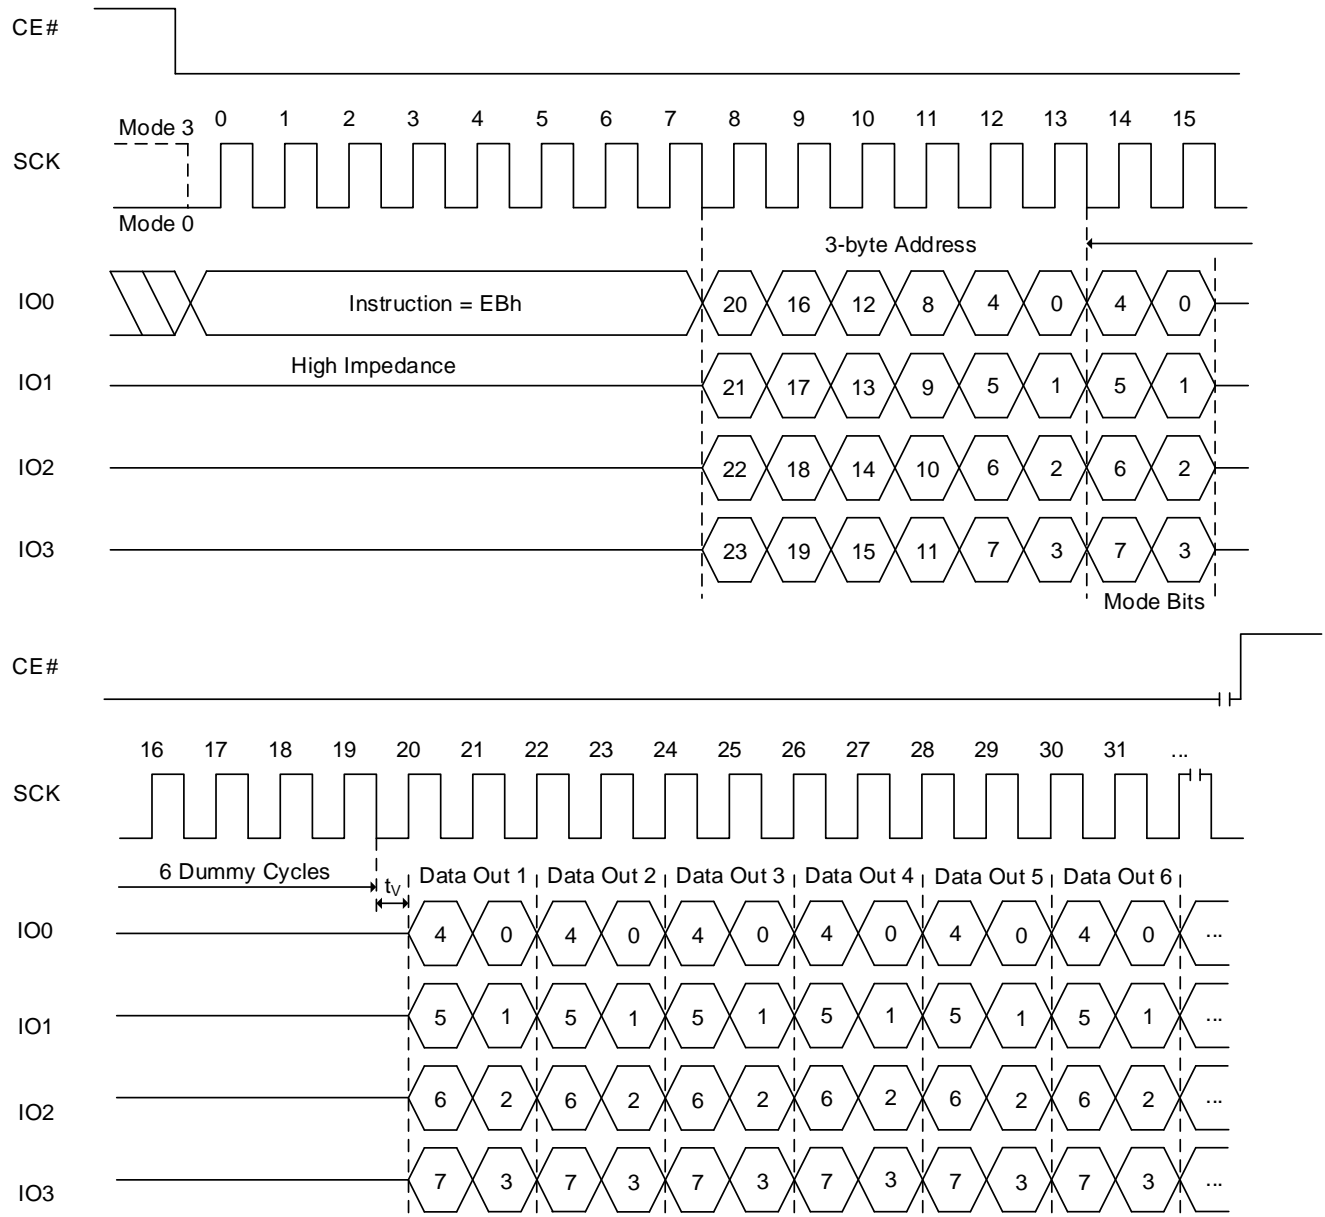 CE#
Mode 3 0 1 2 3 4 5 6 7 8 9 10 11 12 13 14 15
SCK
Mode 0
3-byte Address
IO0 Instruction = EBh 20 16 12 8 4 0 4 0
High Impedance
IO1 21 17 13 9 5 1 5 1
IO2 22 18 14 10 6 2 6 2
IO3 23 19 15 11 7 3 7 3
Mode Bits
CE#
16 17 18 19 20 21 22 23 24 25 26 27 28 29 30 31 ...
SCK
6 Dummy Cycles tV Data Out 1 Data Out 2 Data Out 3 Data Out 4 Data Out 5 Data Out 6
IO0 4 0 4 0 4 0 4 0 4 0 4 0 ...
IO1 5 1 5 1 5 1 5 1 5 1 5 1 ...
IO2 6 2 6 2 6 2 6 2 6 2 6 2 ...
IO3 7 3 7 3 7 3 7 3 7 3 7 3 ...